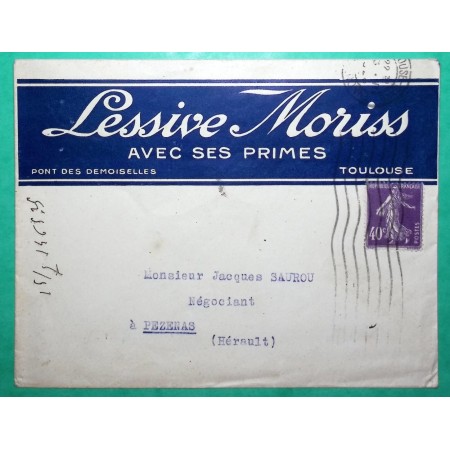 Lessive Moriss
AVEC SES PRIMES
PONT DES DEMOISELLES TOULOUSE
REPUBLIQUE FRANÇAISE
40c
POSTES
Monsieur Jacques SAUROU
Négociant
à PEZENAS
(Hérault)